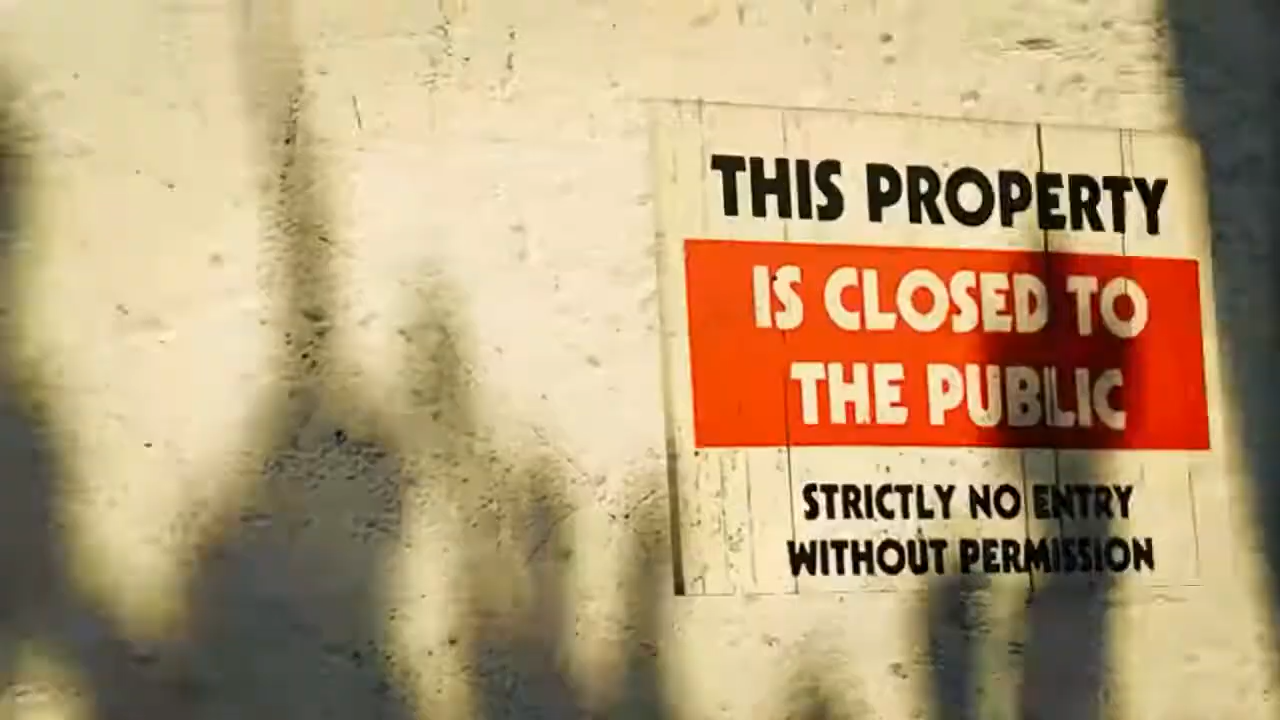 THIS PROPERTY
IS CLOSED TO
THE PUBLIC
STRICTLY NO ENTRY
WITHOUT PERMISSION